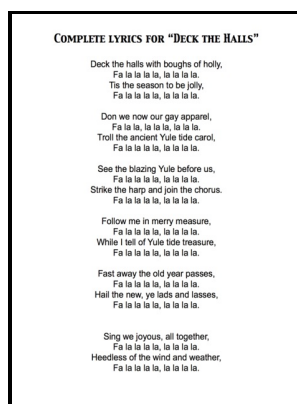 COMPLETE LYRICS FOR "DECK THE HALLS"
Deck the halls with boughs of holly,
Fa la la la la, la la la la.
Tis the season to be jolly,
Fa la la la la, la la la la.
Don we now our gay apparel,
Fa la la, la la la, la la la.
Troll the ancient Yule tide carol,
Fa la la la la, la la la la.
See the blazing Yule before us,
Fa la la la la, la la la la.
Strike the harp and join the chorus.
Fa la la la la, la la la la.
Follow me in merry measure,
Fa la la la la, la la la la.
While I tell of Yule tide treasure,
Fa la la la la, la la la la.
Fast away the old year passes,
Fa la la la la, la la la la.
Hail the new, ye lads and lasses,
Fa la la la la, la la la la.
Sing we joyous, all together,
Fa la la la la, la la la la.
Heedless of the wind and weather,
Fa la la la la, la la la la.